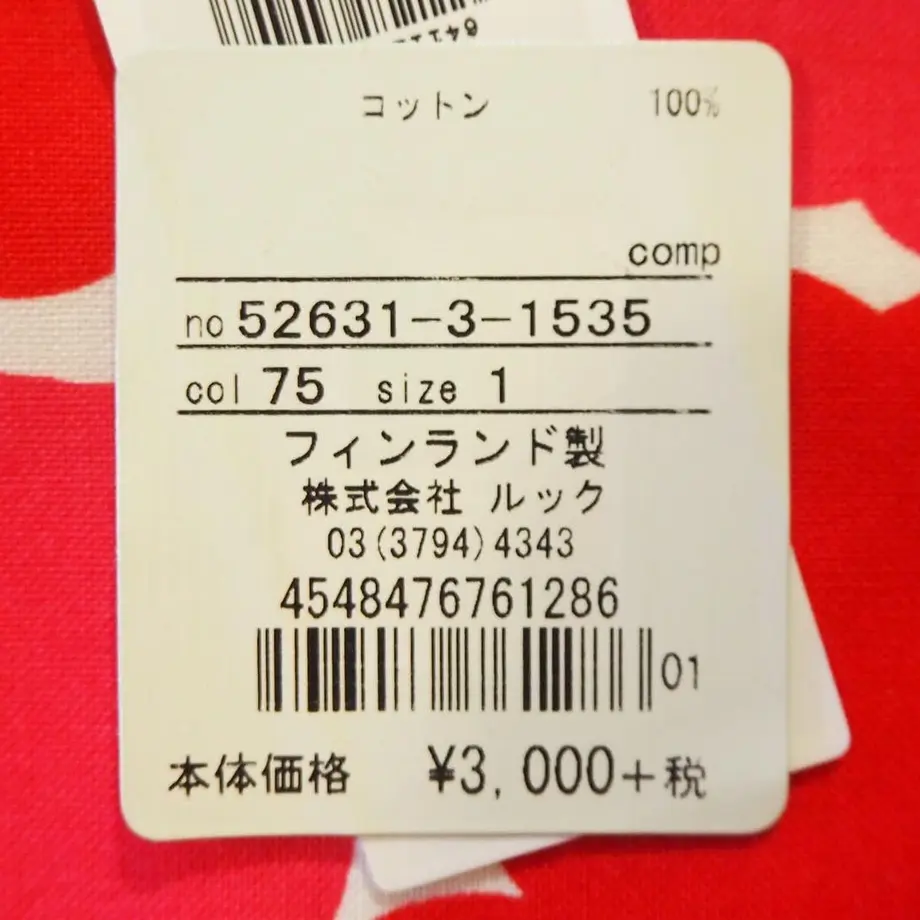 コットン 100%
comp
no 52631-3-1535
col 75 size 1
フィンランド製
株式会社 ルック
03(3794)4343
4548476761286
01
本体価格 ¥3,000+税